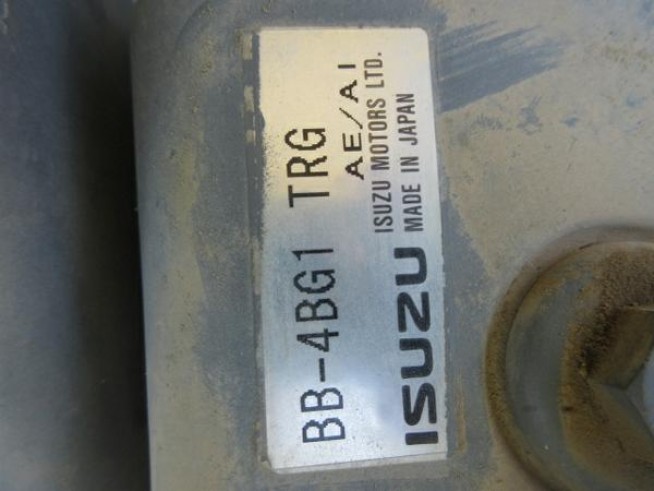 BB-4BG1 TRG
AE/AI
ISUZU
ISUZU MOTORS LTD.
MADE IN JAPAN